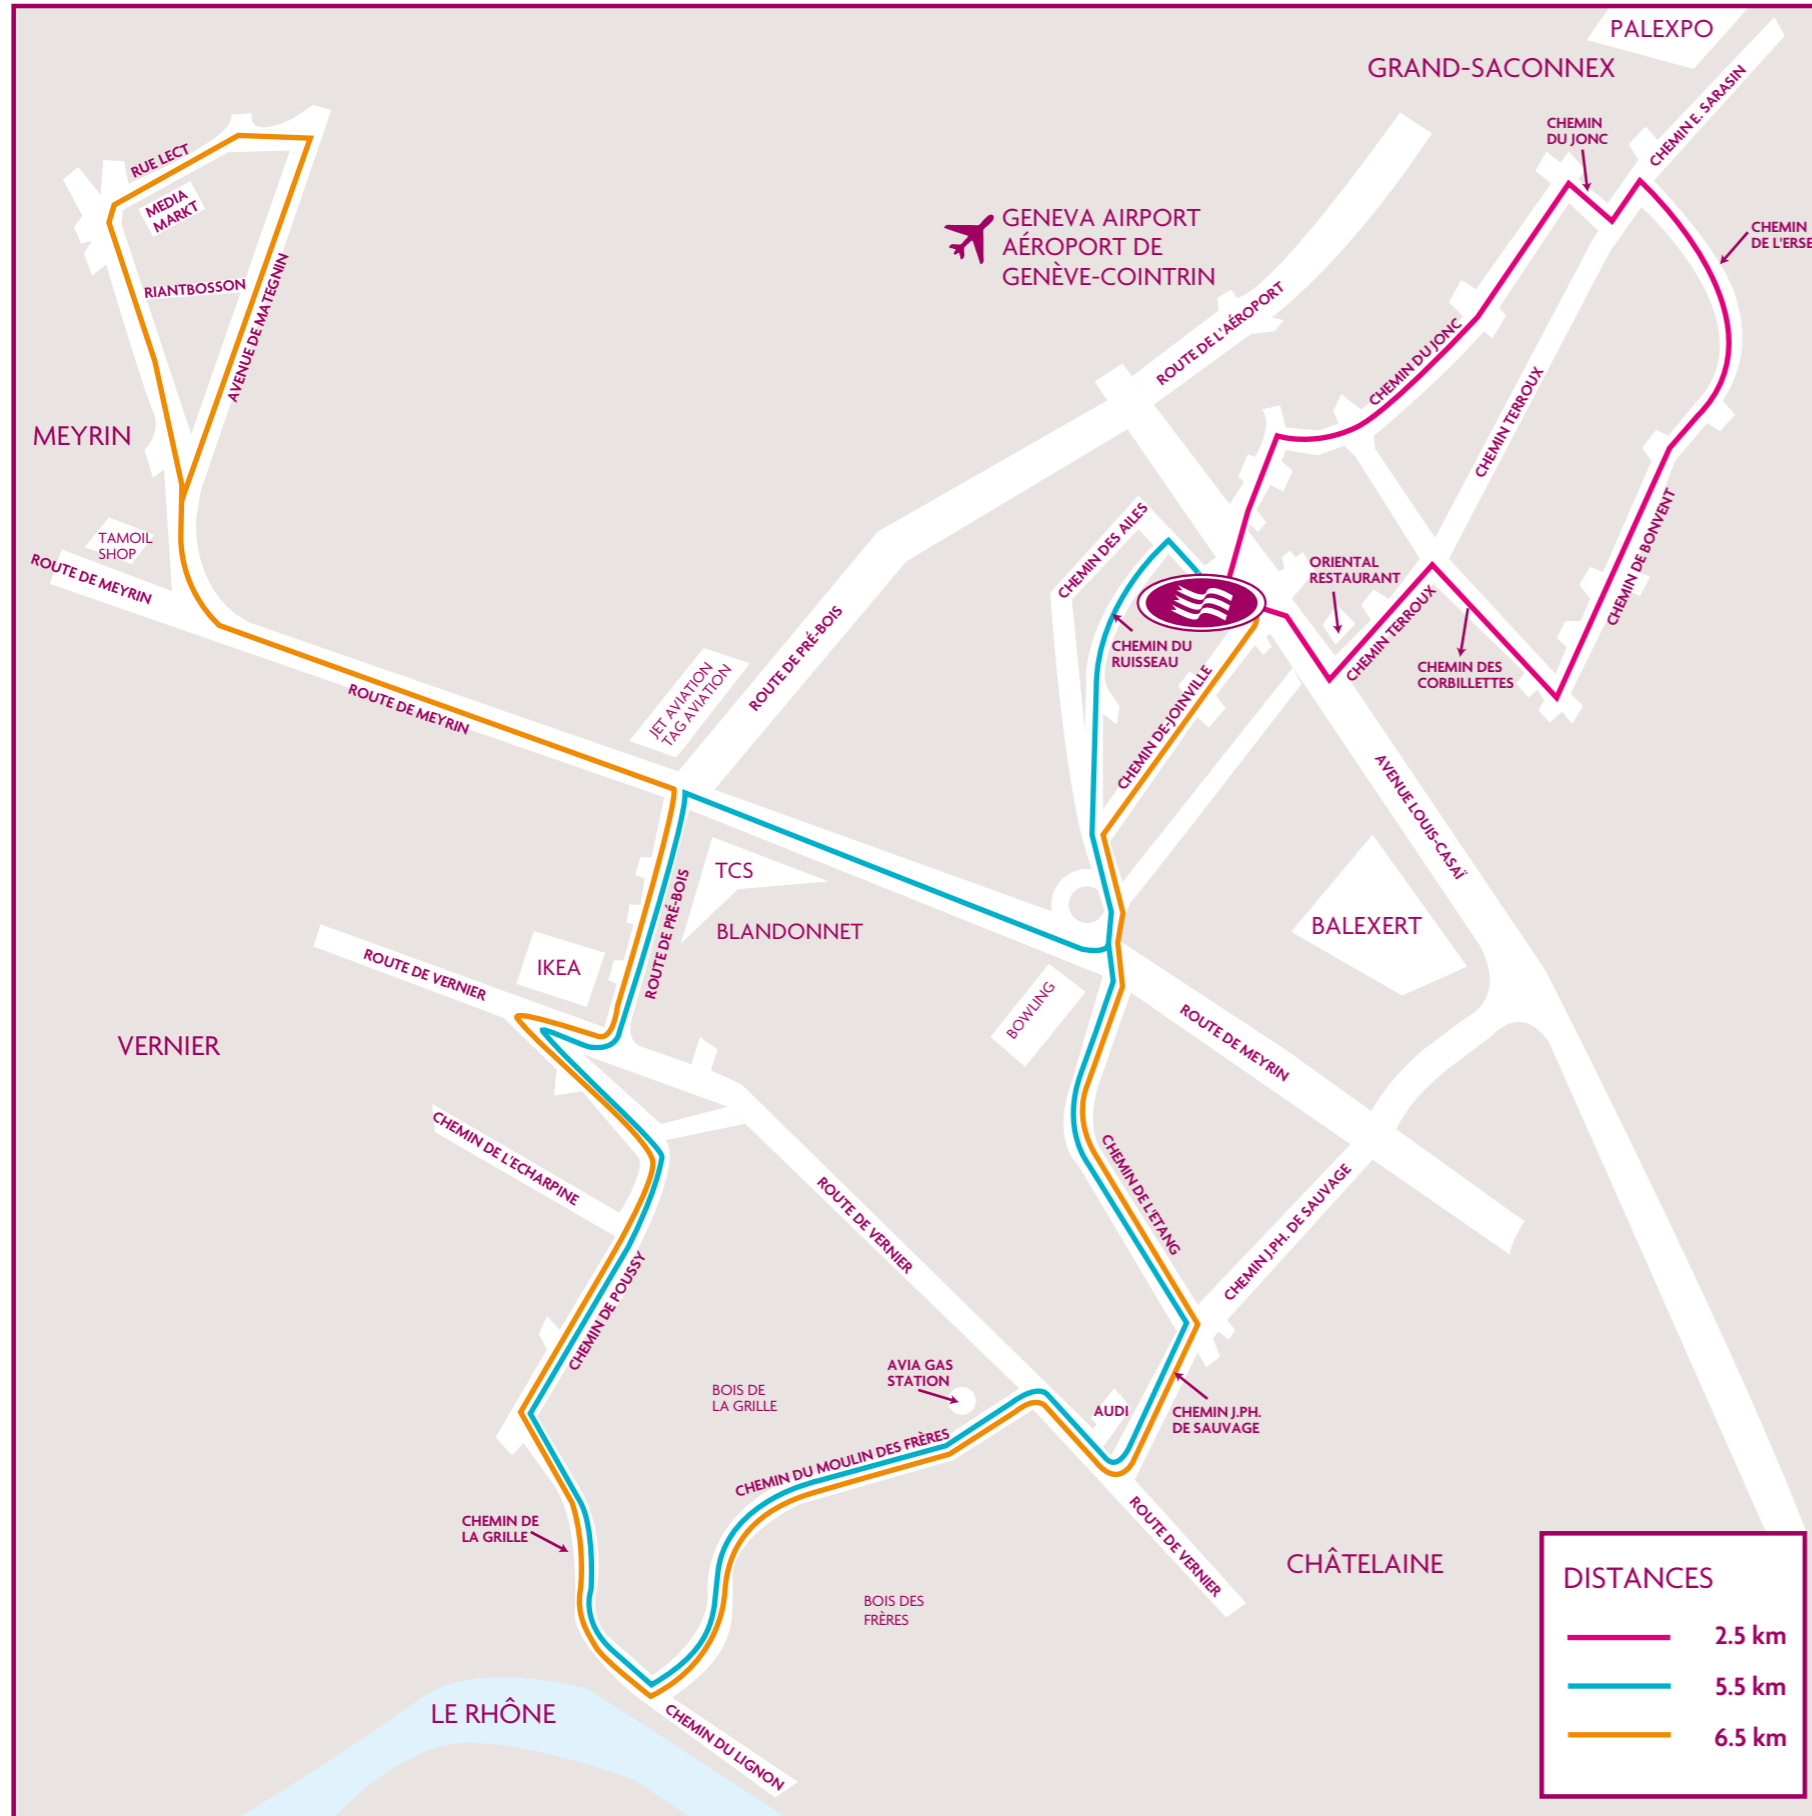 PALEXPO
GRAND-SACONNEX
CHEMIN E. SARASIN
CHEMIN
DU JONC
CHEMIN
DE L'ERSE
RUE LECT
MEDIA
MARKT
RIANTBOSSON
AVENUE DE MATEGNIN
GENEVA AIRPORT
AÉROPORT DE
GENÈVE-COINTRIN
ROUTE DE L'AÉROPORT
CHEMIN DU JONC
CHEMIN TERROUX
MEYRIN
CHEMIN DE BONVENT
CHEMIN DES AILES
TAMOIL
SHOP
ROUTE DE MEYRIN
ORIENTAL
RESTAURANT
CHEMIN TERROUX
CHEMIN DU
RUISSEAU
CHEMIN DES
CORBILLETTES
ROUTE DE PRÉ-BOIS
JET AVIATION
TAG AVIATION
ROUTE DE MEYRIN
CHEMIN DE-JOINVILLE
AVENUE LOUIS-CASAÏ
TCS
BLANDONNET
ROUTE DE PRÉ-BOIS
BALEXERT
IKEA
ROUTE DE VERNIER
BOWLING
ROUTE DE MEYRIN
VERNIER
CHEMIN DE L'ECHARPINE
CHEMIN DE L'ETANG
CHEMIN J.PH. DE SAUVAGE
ROUTE DE VERNIER
CHEMIN DE POUSSY
AVIA GAS
STATION
BOIS DE
LA GRILLE
AUDI
CHEMIN J.PH.
DE SAUVAGE
CHEMIN DU MOULIN DES FRÈRES
CHEMIN DE
LA GRILLE
ROUTE DE VERNIER
CHÂTELAINE
BOIS DES
FRÈRES
LE RHÔNE
CHEMIN DU LIGNON
DISTANCES
2.5 km
5.5 km
6.5 km